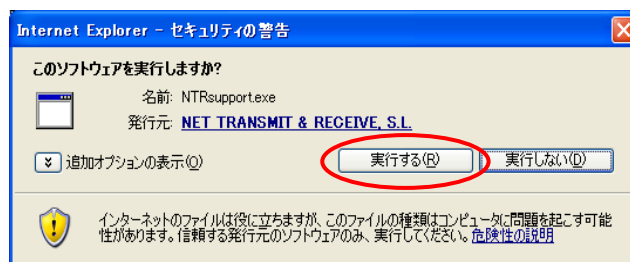 Internet Explorer - セキュリティの警告
このソフトウェアを実行しますか?
名前: NTRsupport.exe
発行元: NET TRANSMIT & RECEIVE, S.L.
追加オプションの表示(O) 実行する(R) 実行しない(D)
インターネットのファイルは役に立ちますが、このファイルの種類はコンピュータに問題を起こす可能
性があります。信頼する発行元のソフトウェアのみ、実行してください。危険性の説明